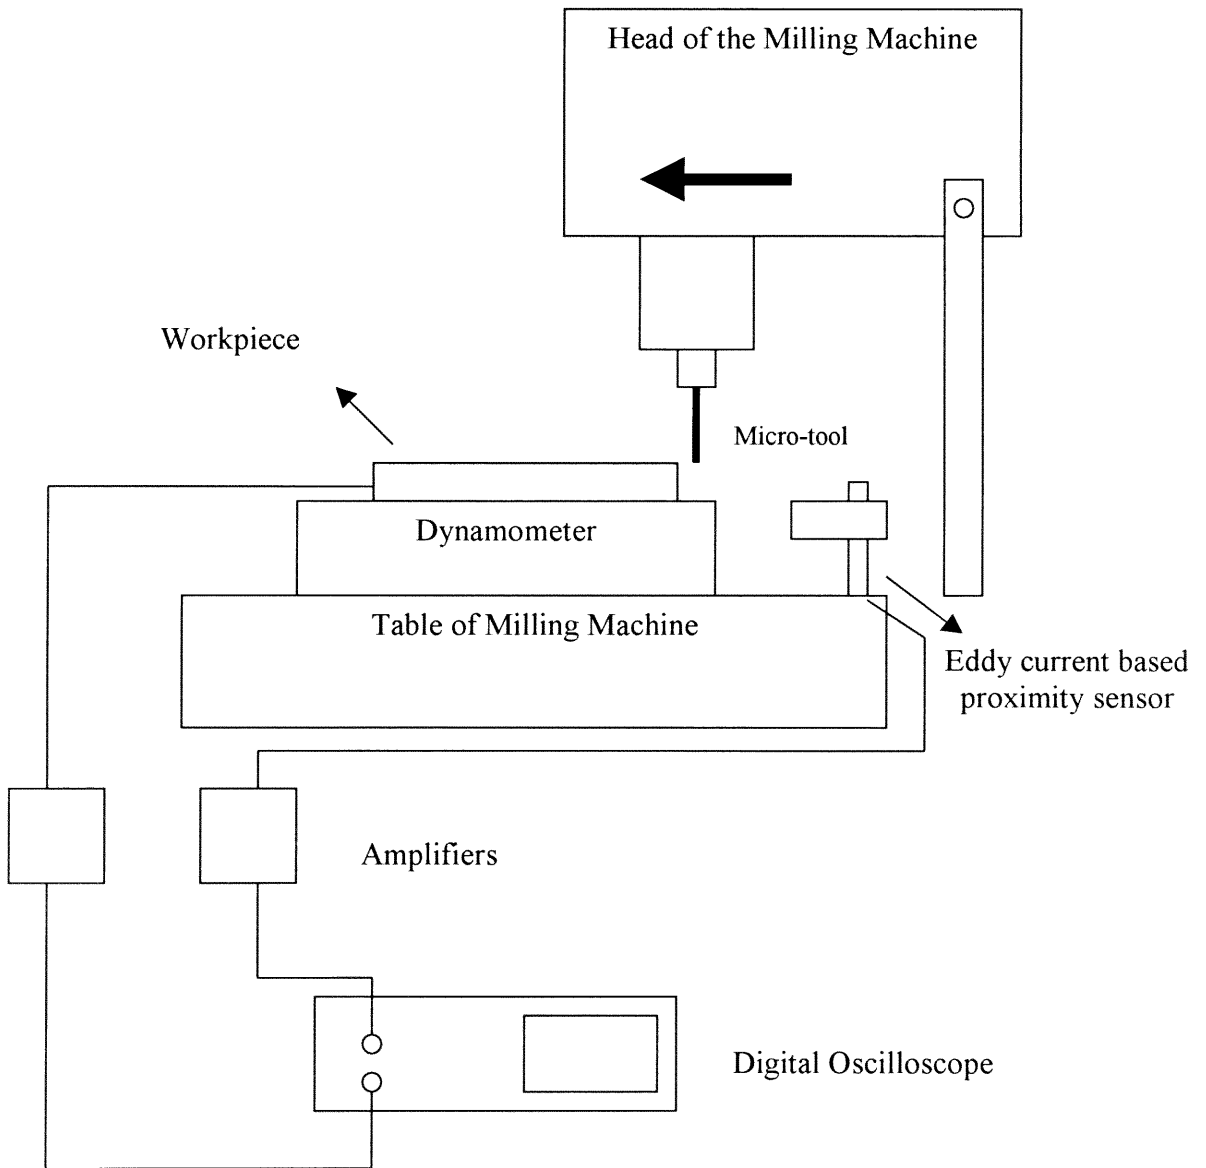 Head of the Milling Machine
Workpiece
Micro-tool
Dynamometer
Table of Milling Machine
Eddy current based
proximity sensor
Amplifiers
Digital Oscilloscope